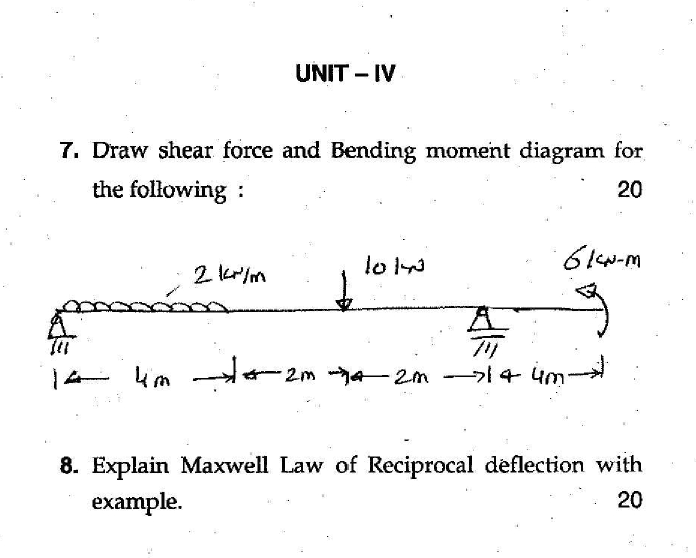 UNIT – IV
7. Draw shear force and Bending moment diagram for
the following : 20
2 kN/m 10 kN 6 kN-m
4m 2m 2m 4m
8. Explain Maxwell Law of Reciprocal deflection with
example. 20